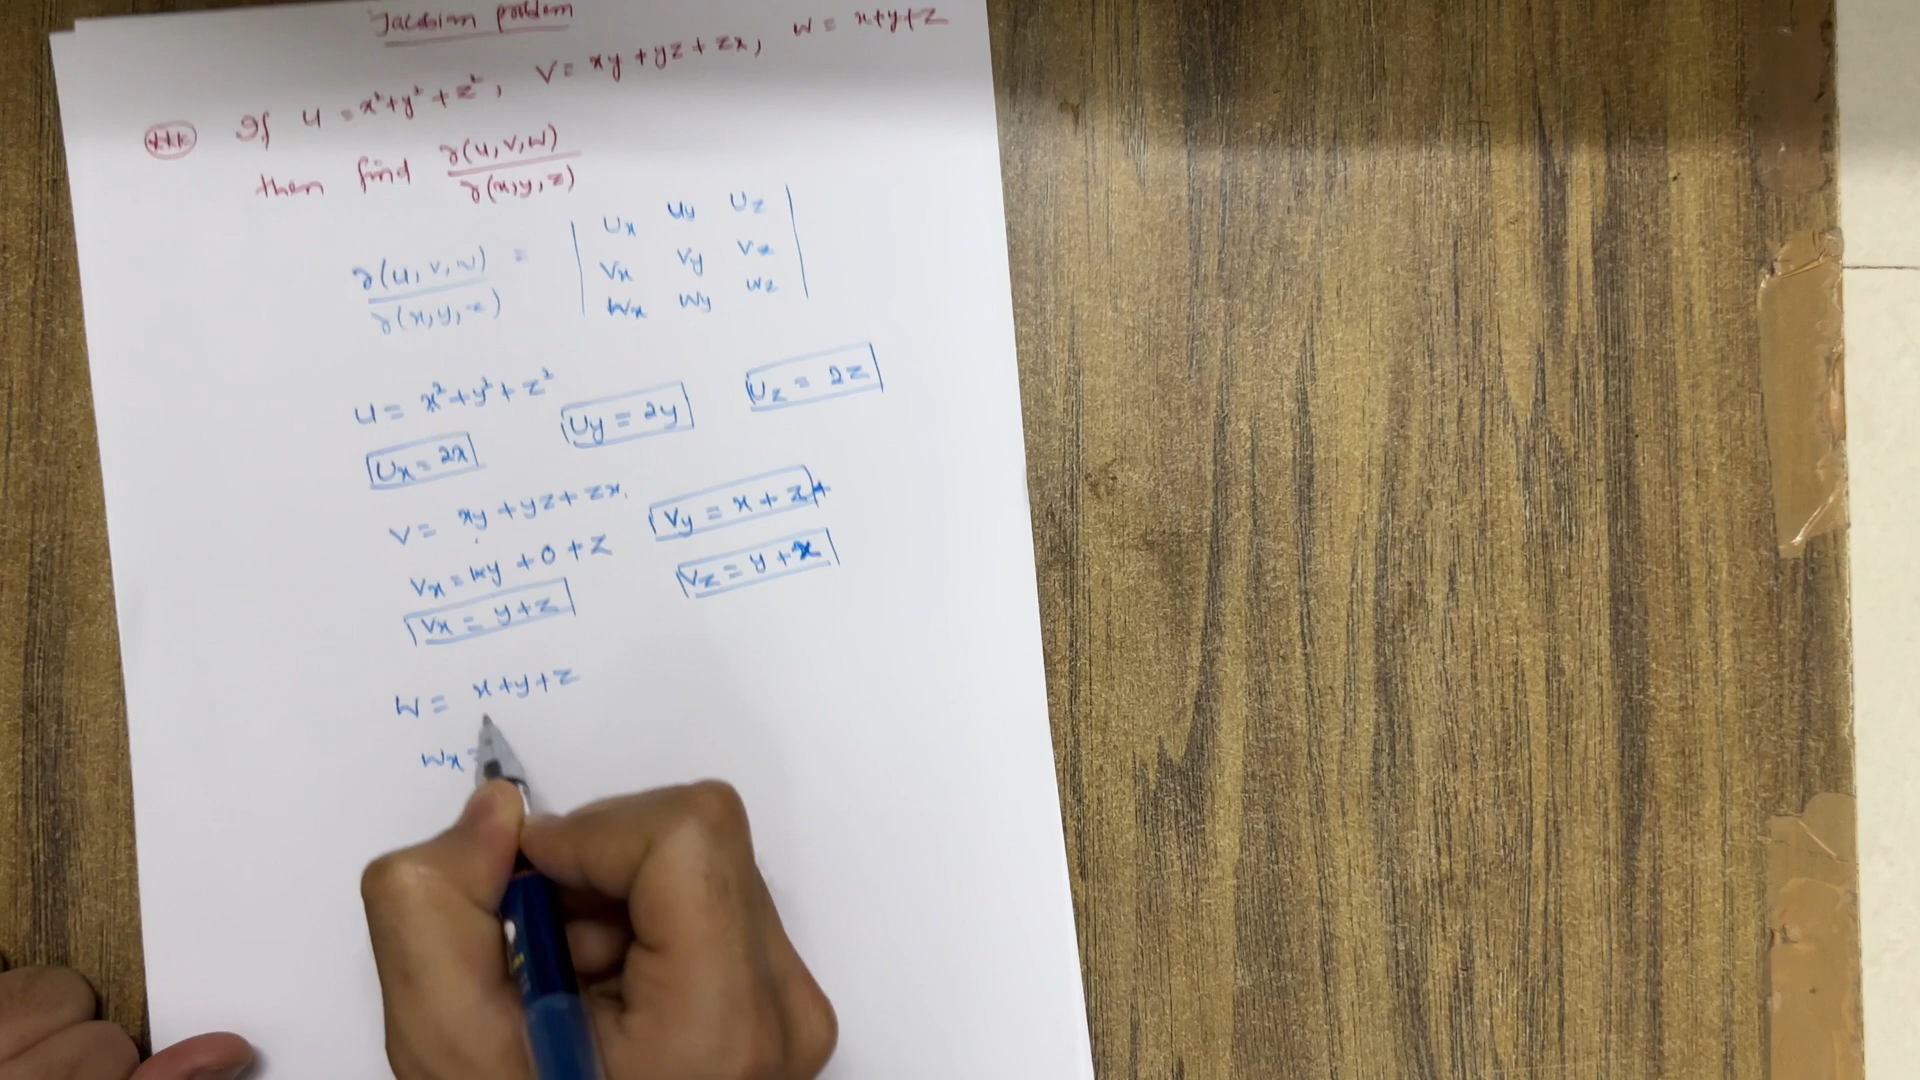 Jacobian problem
*** If u = x²+y²+z², v = xy+yz+zx, w = x+y+z
then find ∂(u,v,w)/∂(x,y,z)
∂(u,v,w)/∂(x,y,z) = | ux uy uz |
| vx vy vz |
| wx wy wz |
u = x²+y²+z²
ux = 2x uy = 2y uz = 2z
v = xy+yz+zx
vx = y+0+z vy = x+z
vx = y+z vz = y+x
w = x+y+z
wx =